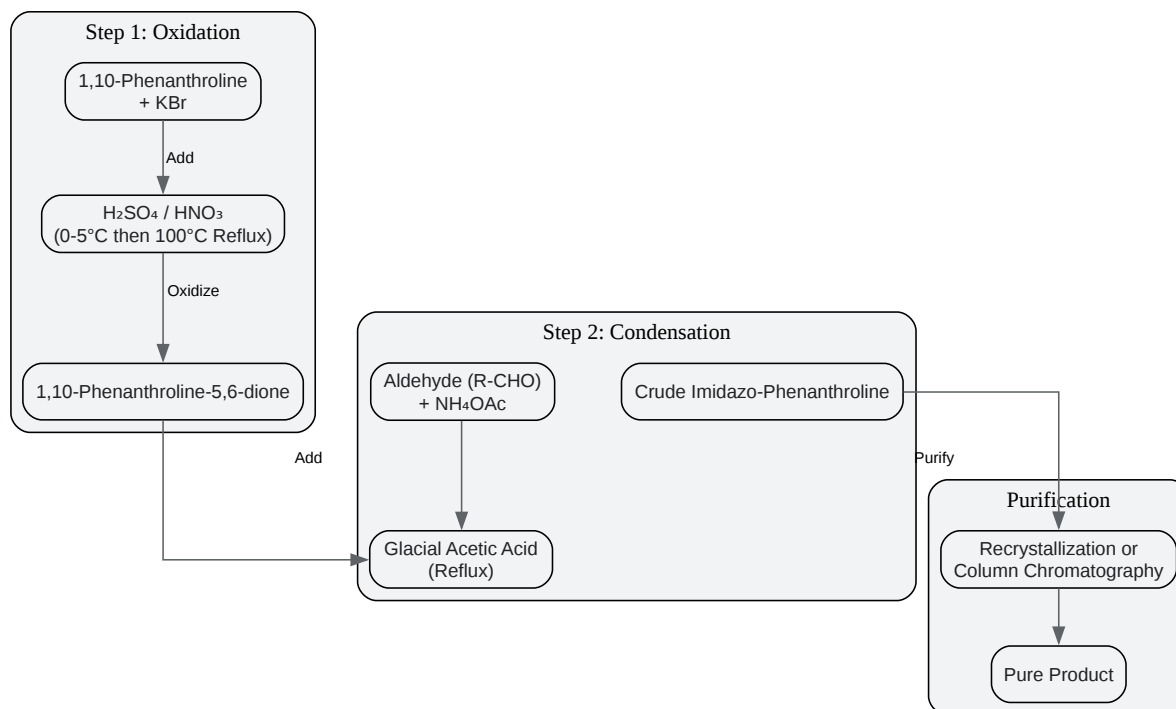 Step 1: Oxidation
1,10-Phenanthroline
+ KBr
Add
H₂SO₄ / HNO₃
(0-5°C then 100°C Reflux)
Oxidize
1,10-Phenanthroline-5,6-dione
Add
Step 2: Condensation
Aldehyde (R-CHO)
+ NH₄OAc
Glacial Acetic Acid
(Reflux)
Crude Imidazo-Phenanthroline
Purify
Purification
Recrystallization or
Column Chromatography
Pure Product